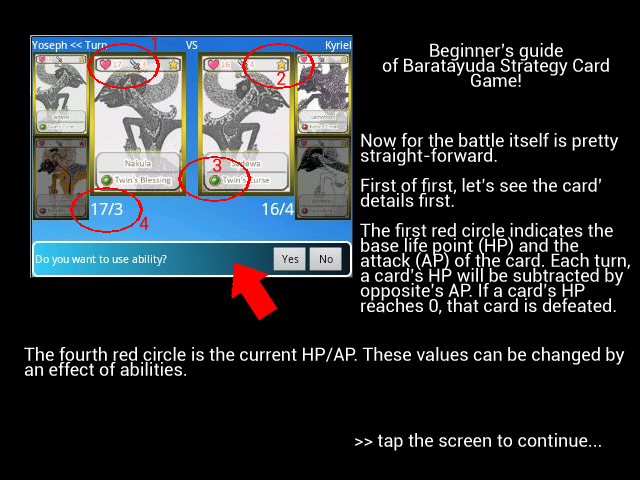 Yoseph << Turn
VS
Kyriel
1
17
3
16
4
2
Nakula
Twin's Blessing
3
Twin's Curse
17/3
4
16/4
Do you want to use ability?
Yes
No
Beginner's guide
of Baratayuda Strategy Card
Game!
Now for the battle itself is pretty
straight-forward.
First of first, let's see the card'
details first.
The first red circle indicates the
base life point (HP) and the
attack (AP) of the card. Each turn,
a card's HP will be subtracted by
opposite's AP. If a card's HP
reaches 0, that card is defeated.
The fourth red circle is the current HP/AP. These values can be changed by
an effect of abilities.
>> tap the screen to continue...